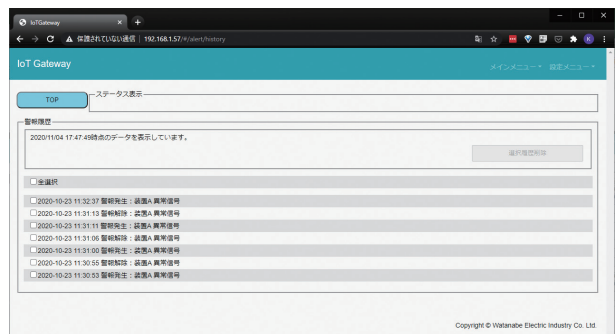 IoTGateway
保護されていない通信 | 192.168.1.57/#/alert/history
IoT Gateway
メインメニュー 設定メニュー
TOP
ステータス表示
警報履歴
2020/11/04 17:47:49時点のデータを表示しています。
選択履歴削除
全選択
2020-10-23 11:32:37 警報発生：装置A 異常信号
2020-10-23 11:31:13 警報解除：装置A 異常信号
2020-10-23 11:31:11 警報発生：装置A 異常信号
2020-10-23 11:31:06 警報解除：装置A 異常信号
2020-10-23 11:31:00 警報発生：装置A 異常信号
2020-10-23 11:30:55 警報解除：装置A 異常信号
2020-10-23 11:30:53 警報発生：装置A 異常信号
Copyright © Watanabe Electric Industry Co. Ltd.